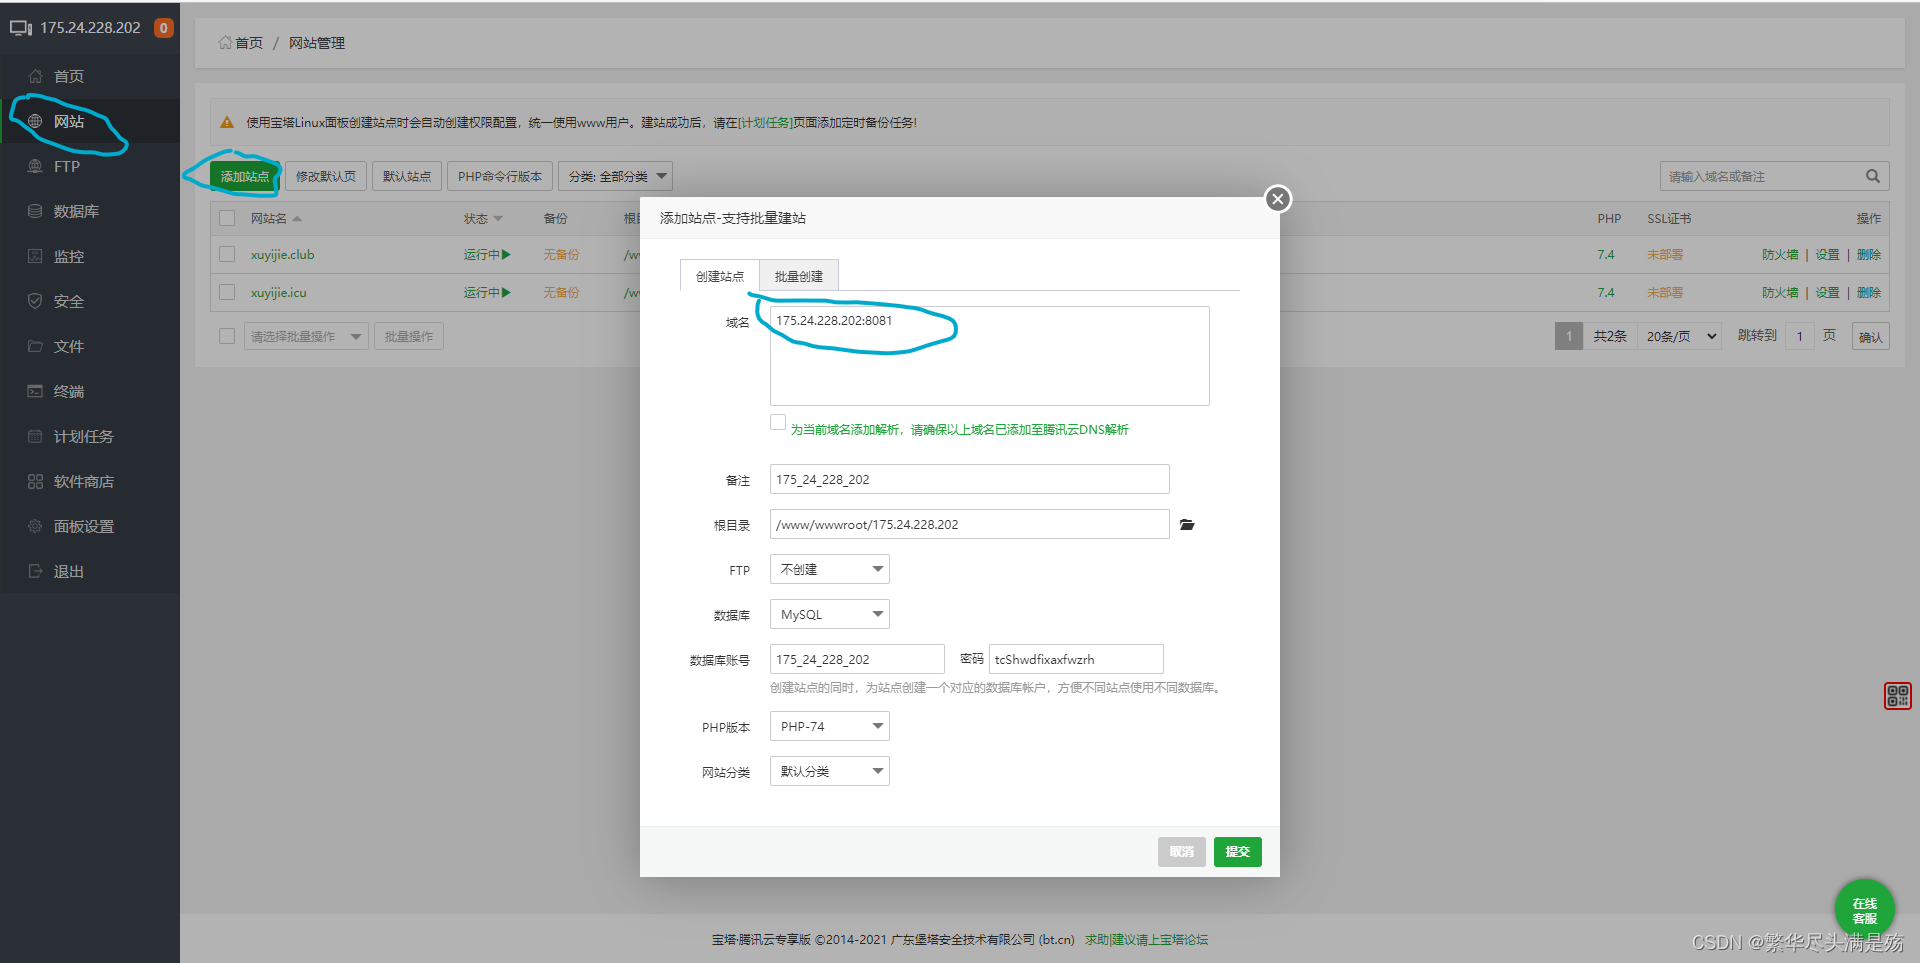 175.24.228.202 0
首页
网站
FTP
数据库
监控
安全
文件
终端
计划任务
软件商店
面板设置
退出
首页 / 网站管理
使用宝塔Linux面板创建站点时会自动创建权限配置，统一使用www用户。建站成功后，请在[计划任务]页面添加定时备份任务!
添加站点 修改默认页 默认站点 PHP命令行版本 分类: 全部分类 请输入域名或备注
网站名 状态 备份 PHP SSL证书 操作
xuyijie.club 运行中 无备份 7.4 未部署 防火墙 | 设置 | 删除
xuyijie.icu 运行中 无备份 7.4 未部署 防火墙 | 设置 | 删除
请选择批量操作 批量操作 1 共2条 20条/页 跳转到 1 页 确认
添加站点-支持批量建站
创建站点 批量创建
域名 175.24.228.202:8081
为当前域名添加解析，请确保以上域名已添加至腾讯云DNS解析
备注 175_24_228_202
根目录 /www/wwwroot/175.24.228.202
FTP 不创建
数据库 MySQL
数据库账号 175_24_228_202 密码 tcShwdfixaxfwzrh
创建站点的同时，为站点创建一个对应的数据库帐户，方便不同站点使用不同数据库。
PHP版本 PHP-74
网站分类 默认分类
取消 提交
在线
客服
宝塔·腾讯云专享版 ©2014-2021 广东堡塔安全技术有限公司 (bt.cn) 求助|建议请上宝塔论坛
CSDN @繁华尽头满是殇